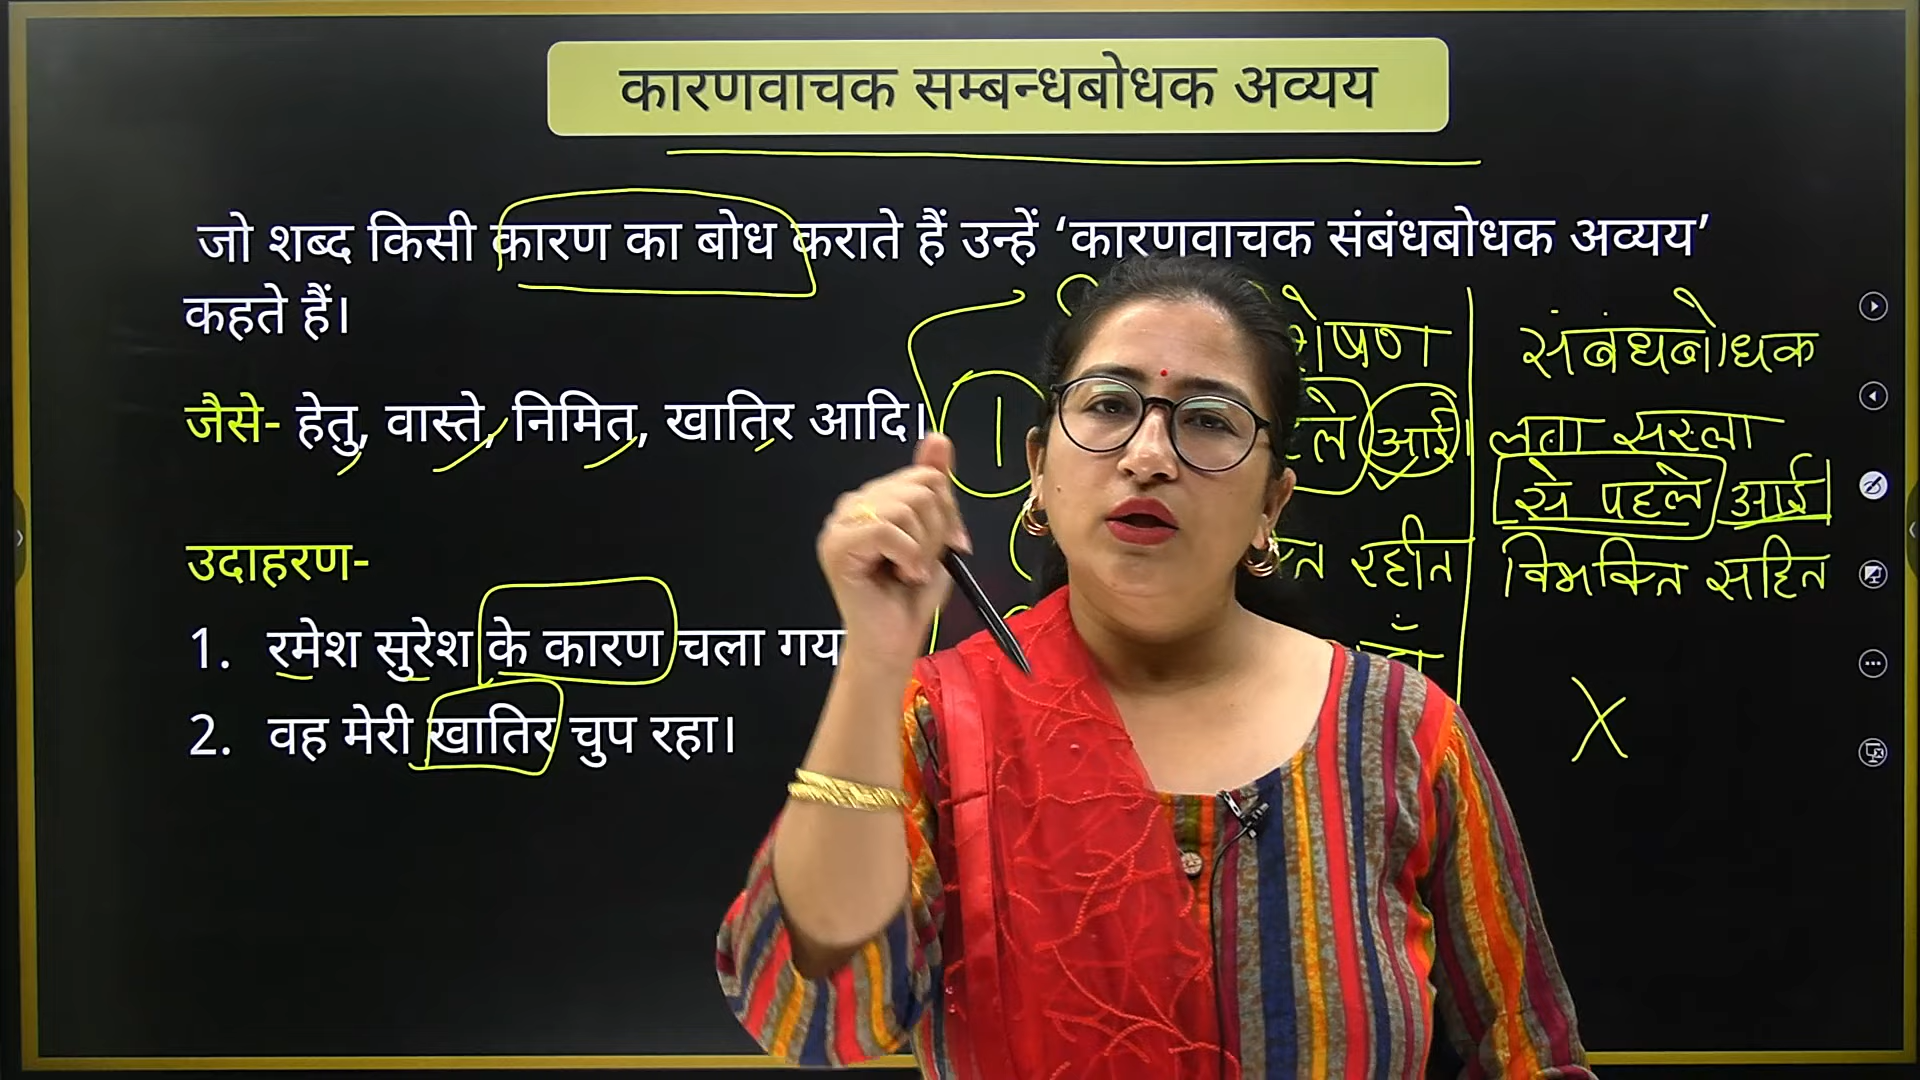 कारणवाचक सम्बन्धबोधक अव्यय
जो शब्द किसी कारण का बोध कराते हैं उन्हें ‘कारणवाचक संबंधबोधक अव्यय’
कहते हैं।
जैसे- हेतु, वास्ते, निमित, खातिर आदि।
उदाहरण-
1. रमेश सुरेश के कारण चला गय
2. वह मेरी खातिर चुप रहा।
आई
रहीत
संबंधबोधक
लता सरला
से पहले आई
विभक्ति सहित
X